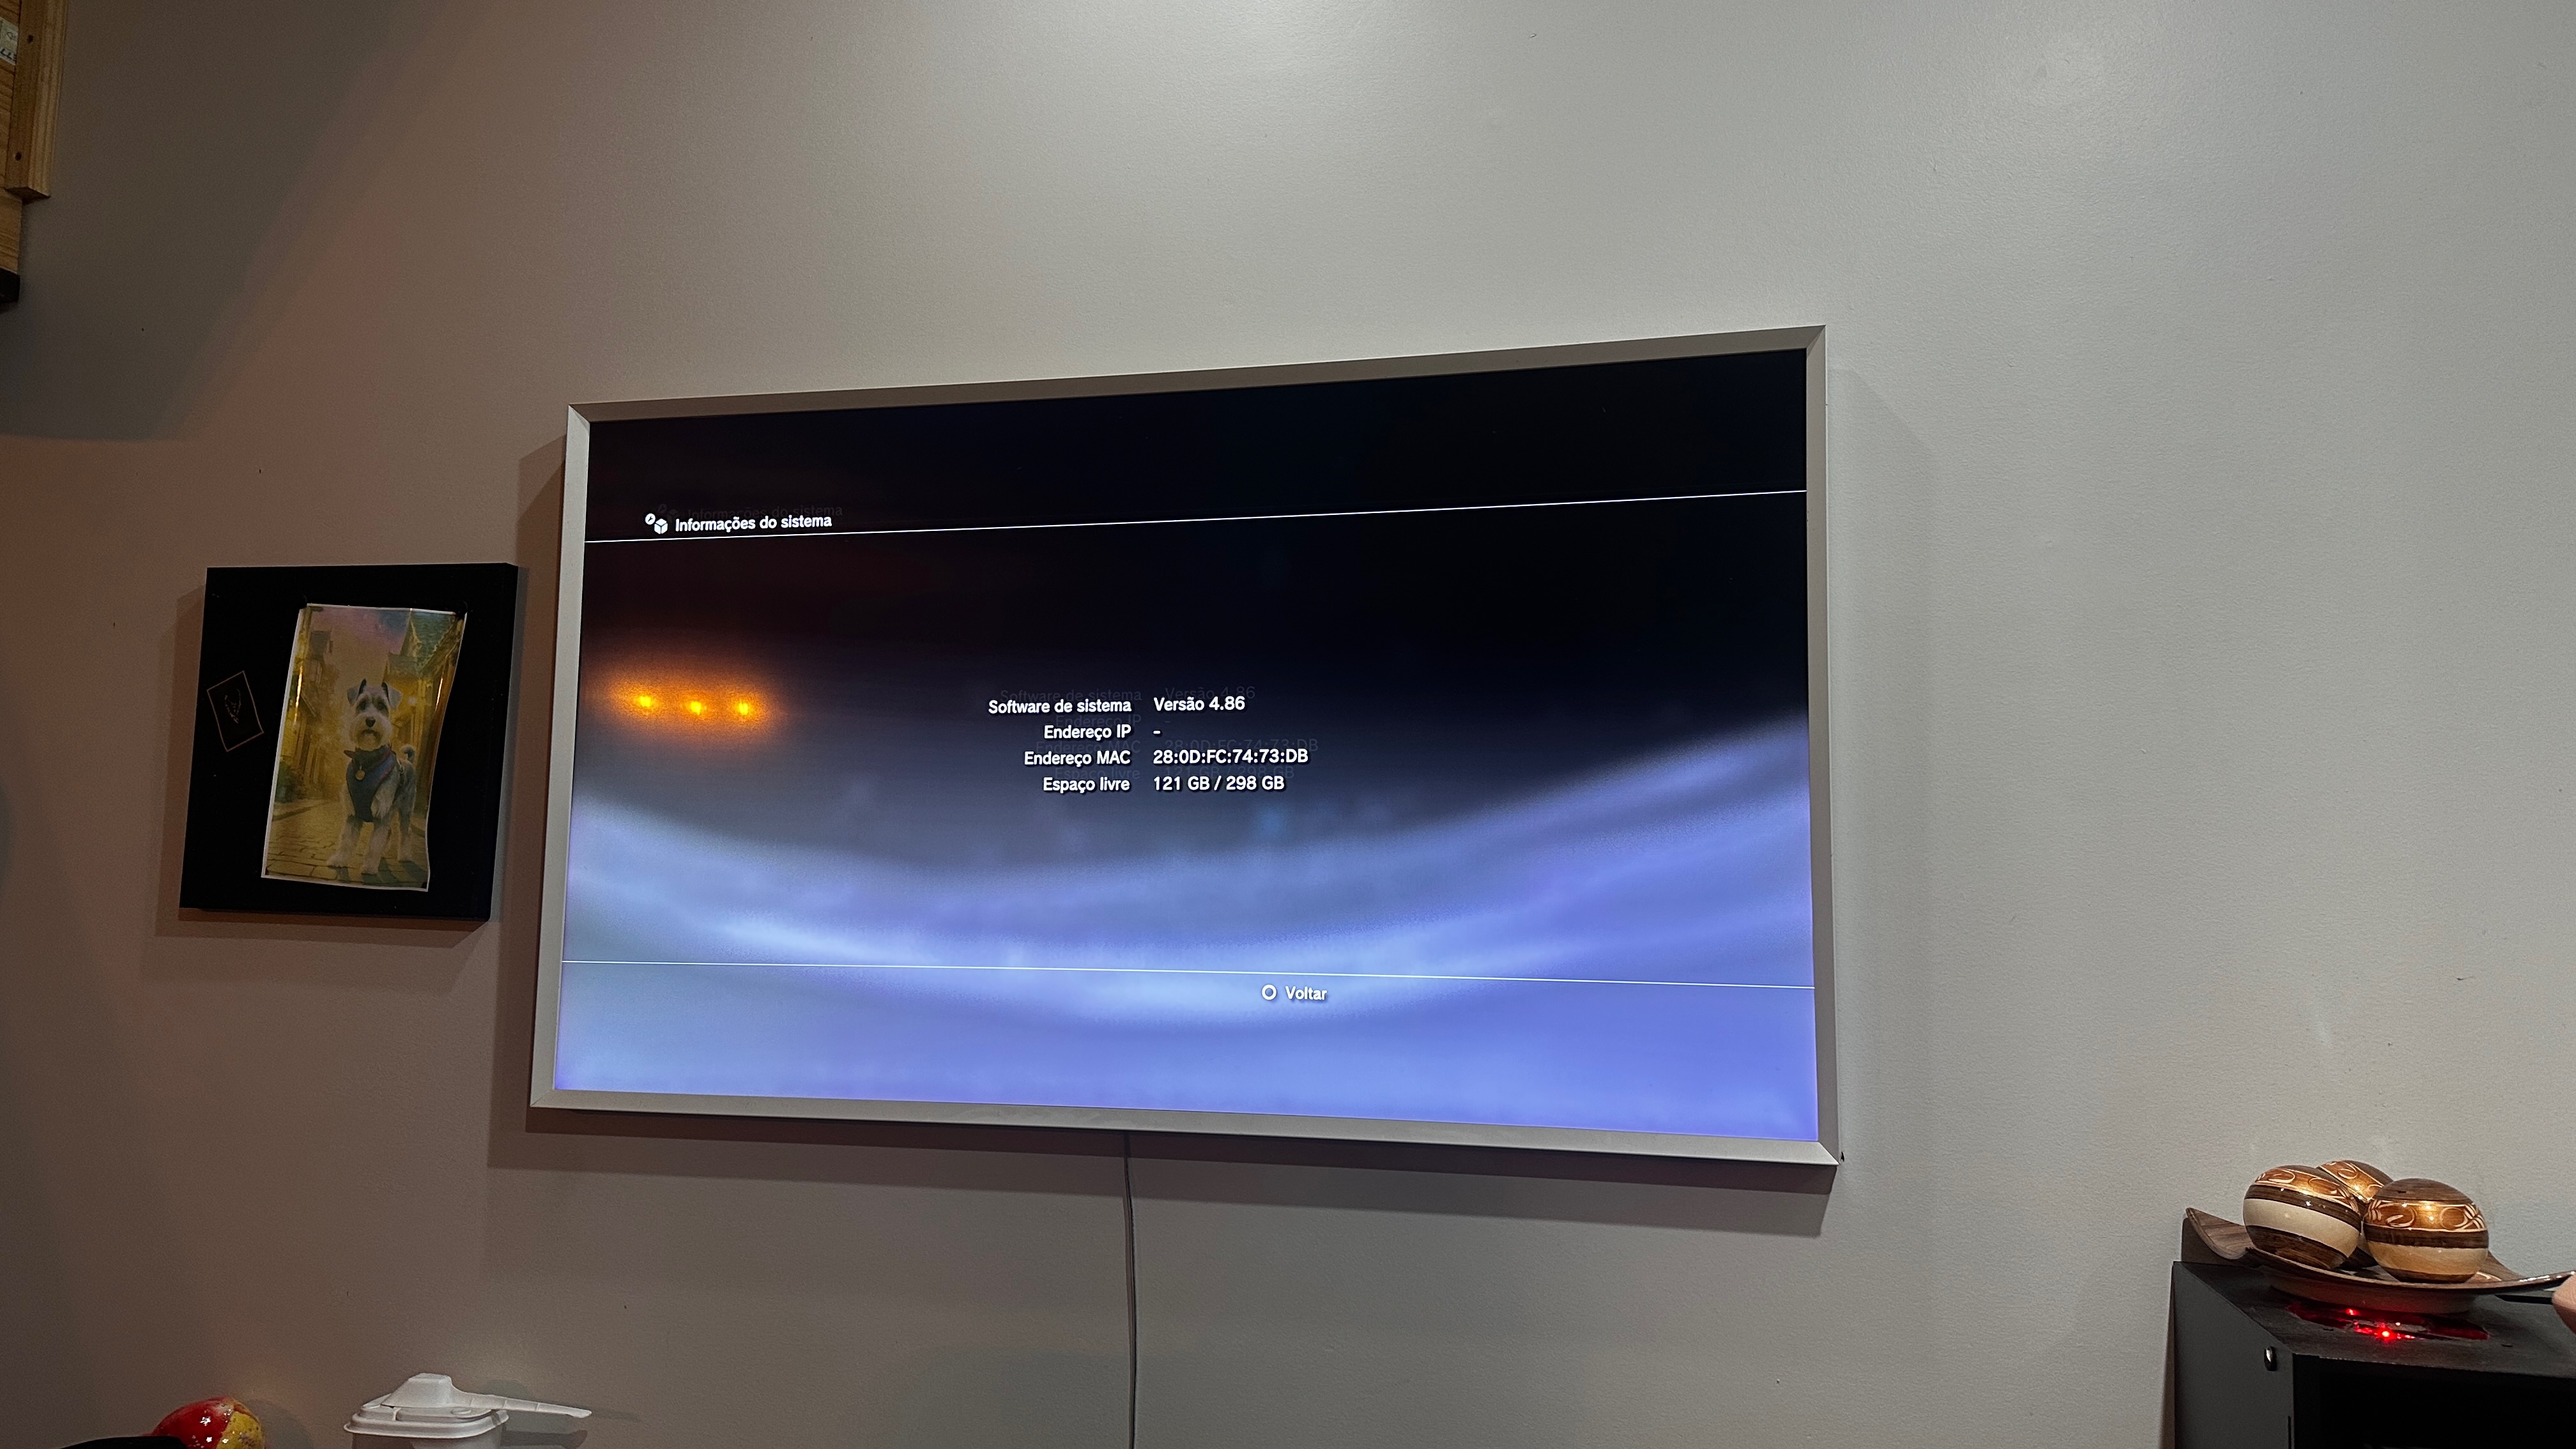 Informações do sistema
Software de sistema Versão 4.86
Endereço IP -
Endereço MAC 28:0D:FC:74:73:DB
Espaço livre 121 GB / 298 GB
Voltar